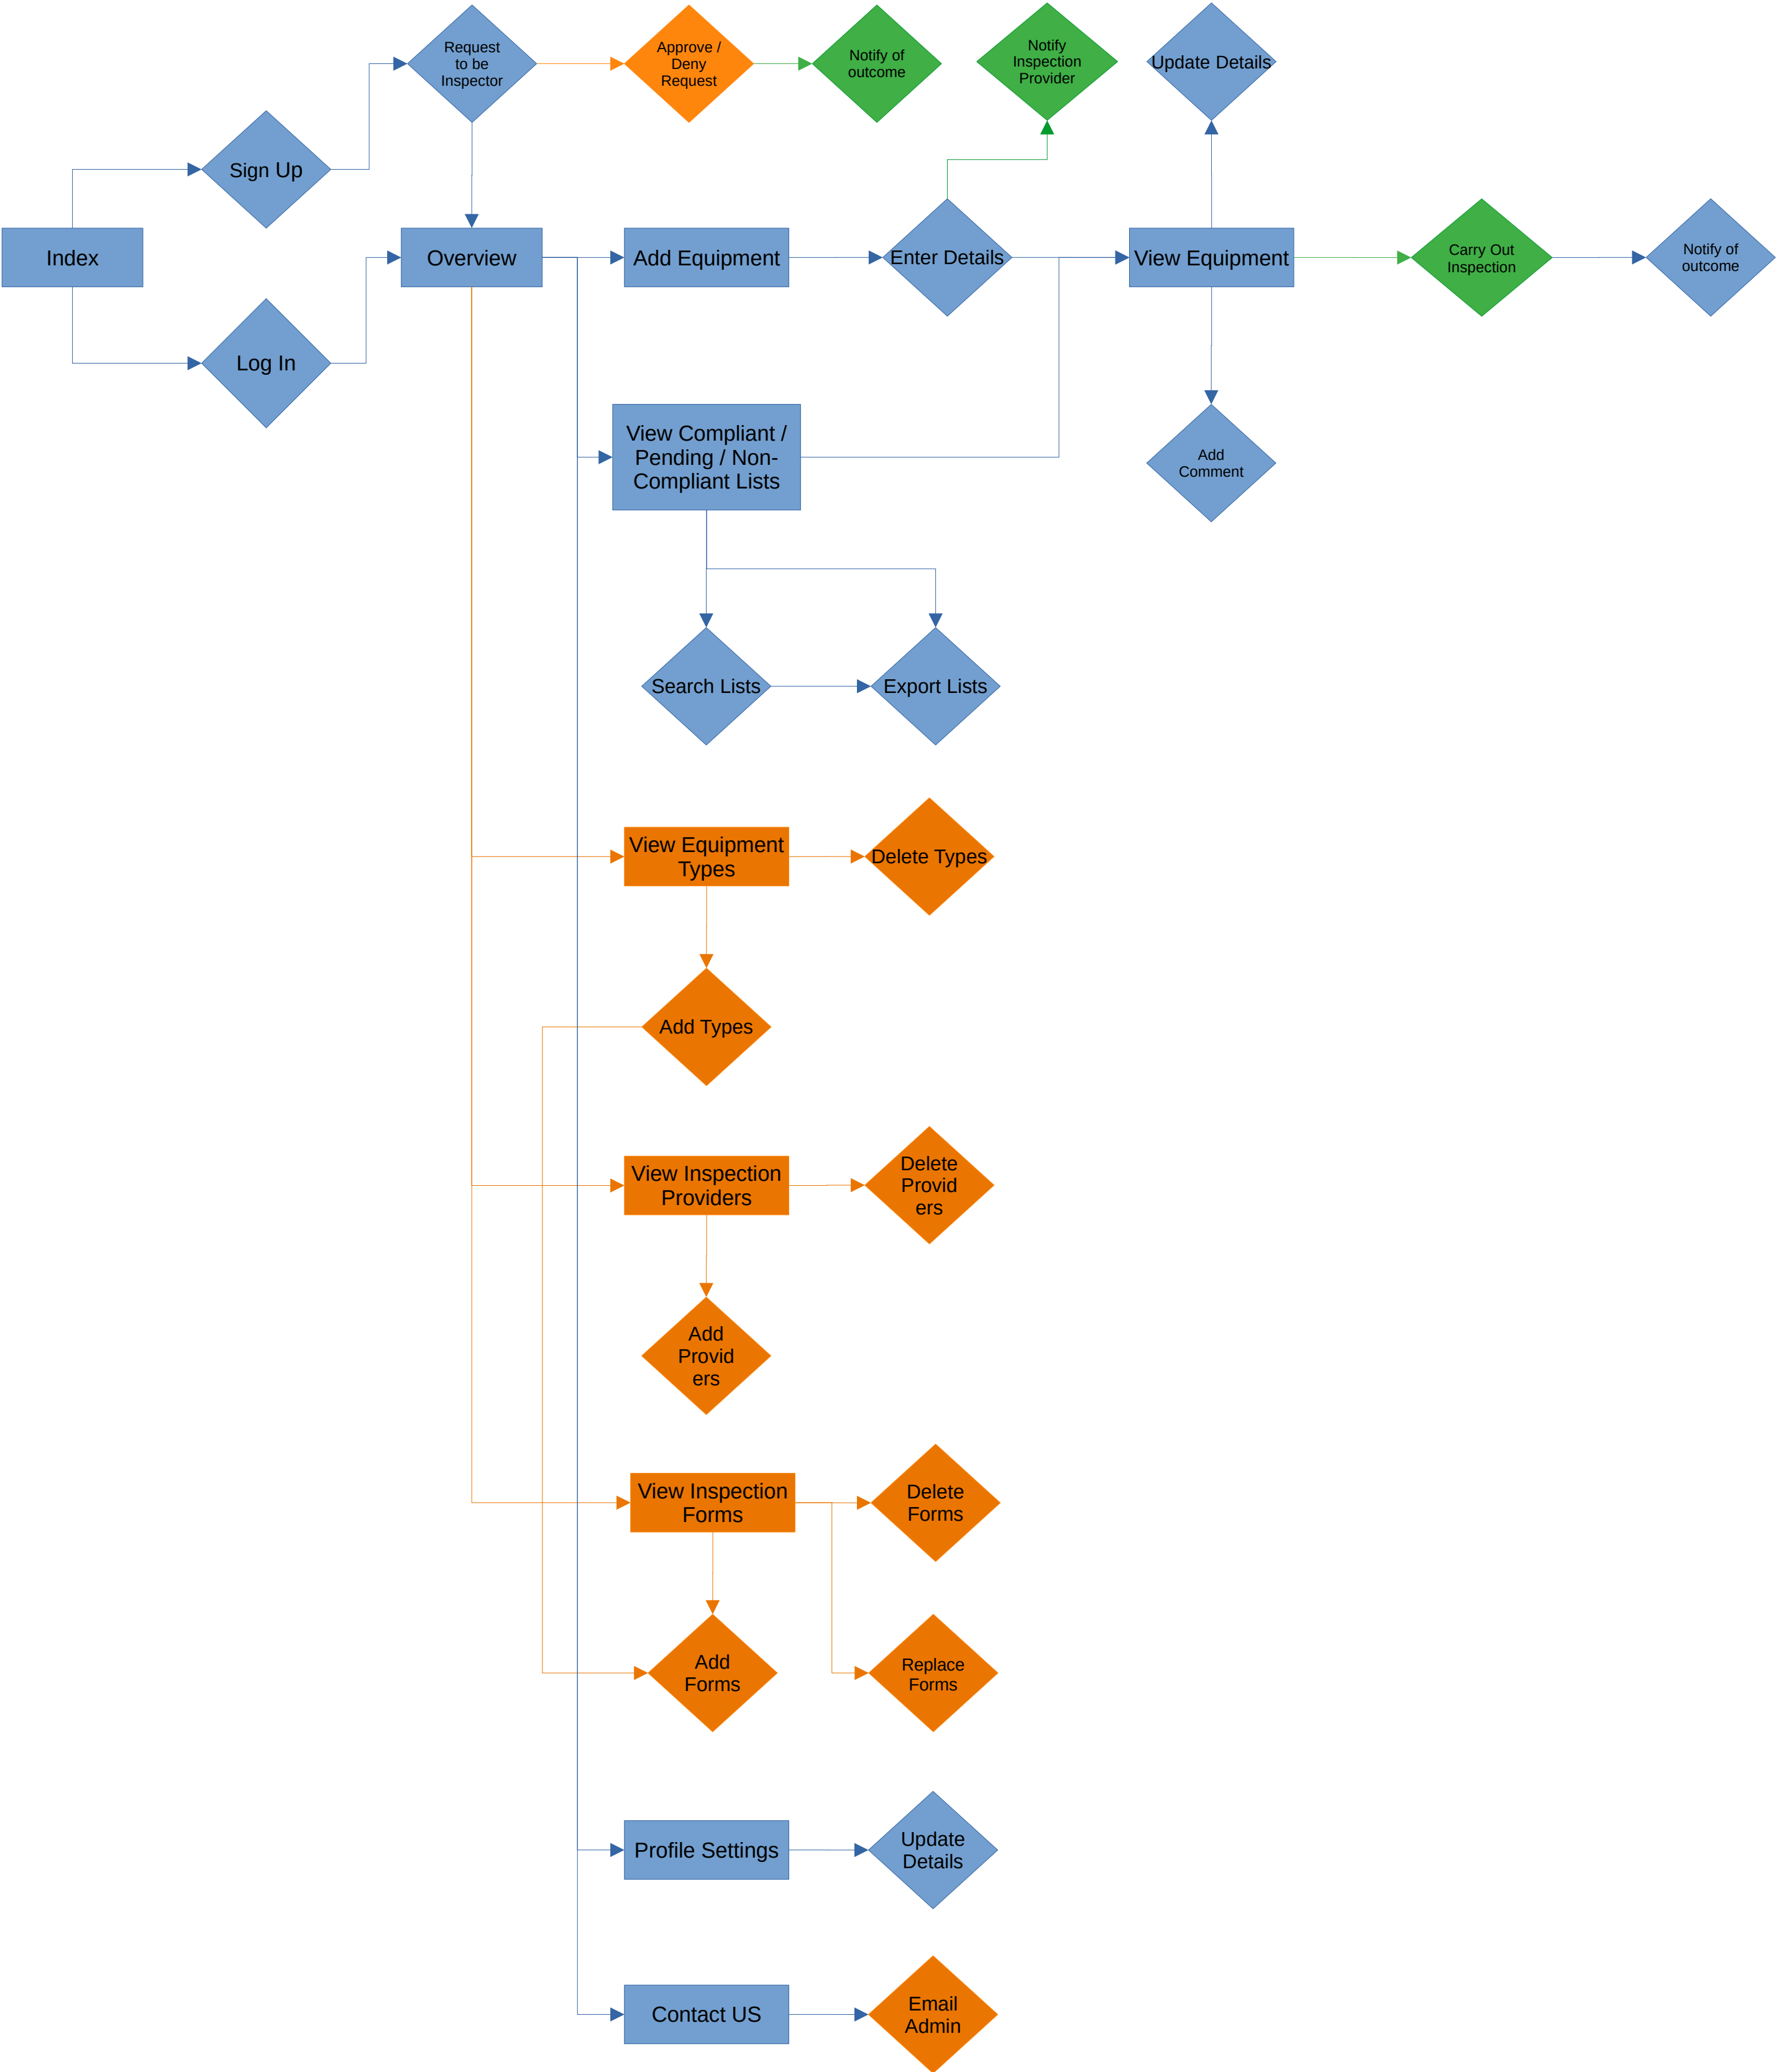 Request
to be
Inspector
Approve /
Deny
Request
Notify of
outcome
Notify
Inspection
Provider
Update Details
Sign Up
Index
Overview
Add Equipment
Enter Details
View Equipment
Carry Out
Inspection
Notify of
outcome
Log In
View Compliant /
Pending / Non-
Compliant Lists
Add
Comment
Search Lists
Export Lists
View Equipment
Types
Delete Types
Add Types
View Inspection
Providers
Delete
Provid
ers
Add
Provid
ers
View Inspection
Forms
Delete
Forms
Add
Forms
Replace
Forms
Profile Settings
Update
Details
Contact US
Email
Admin